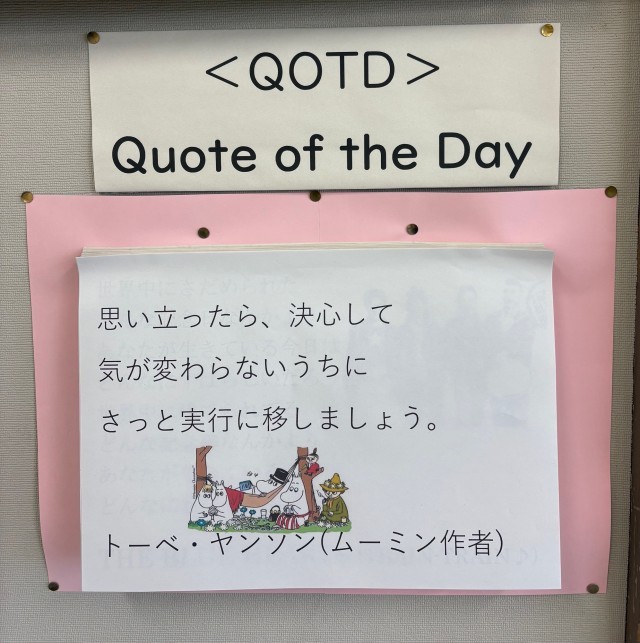 <QOTD>
Quote of the Day
思い立ったら、決心して
気が変わらないうちに
さっと実行に移しましょう。
トーベ・ヤンソン(ムーミン作者)